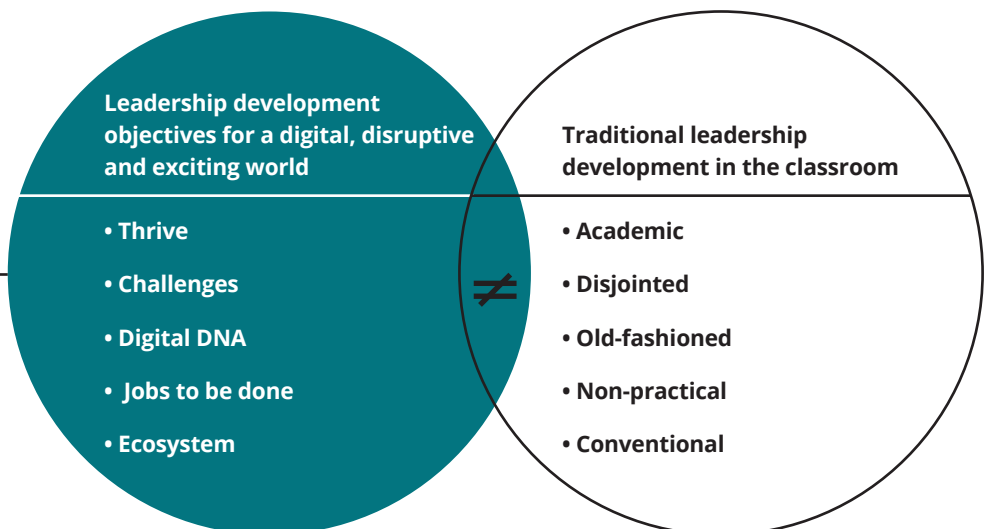 Leadership development
objectives for a digital, disruptive
and exciting world
• Thrive
• Challenges
• Digital DNA
• Jobs to be done
• Ecosystem
≠
Traditional leadership
development in the classroom
• Academic
• Disjointed
• Old-fashioned
• Non-practical
• Conventional